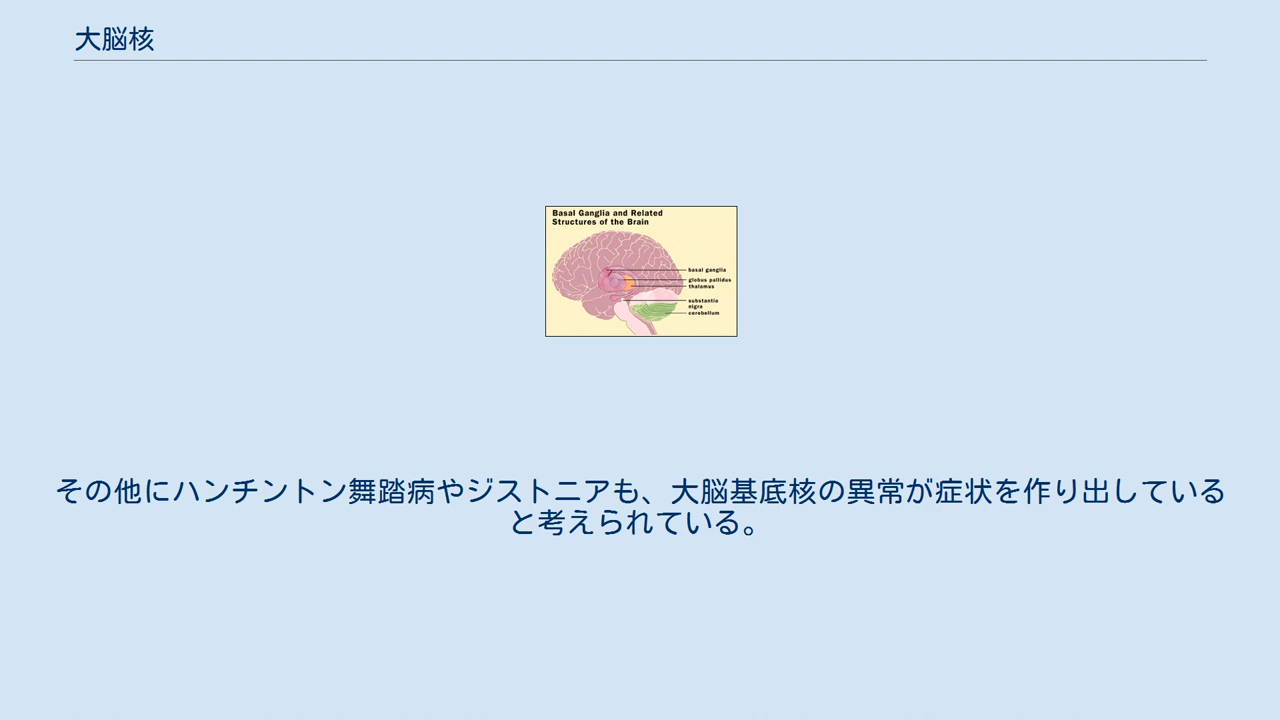 大脳核
Basal Ganglia and Related
Structures of the Brain
basal ganglia
globus pallidus
thalamus
substantia
nigra
cerebellum
その他にハンチントン舞踏病やジストニアも、大脳基底核の異常が症状を作り出している
と考えられている。